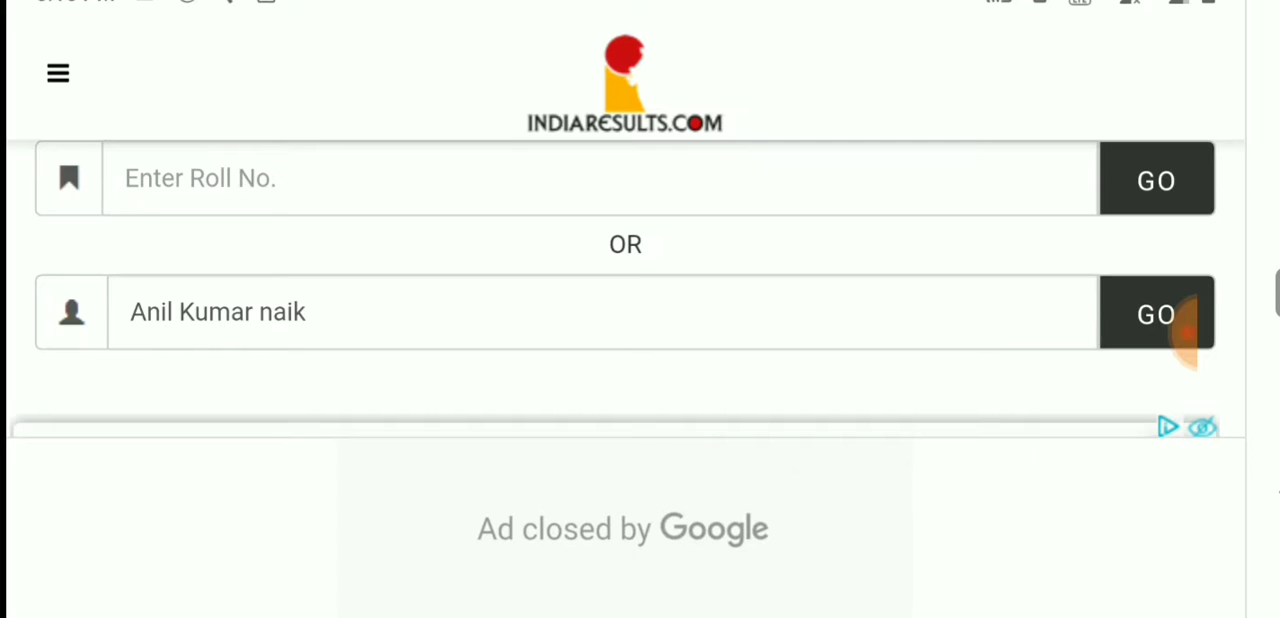 INDIARESULTS.COM
Enter Roll No.
GO
OR
Anil Kumar naik
GO
Ad closed by Google